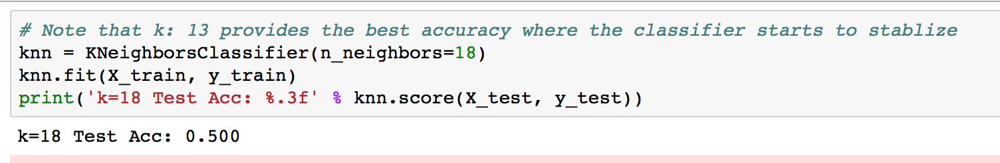 # Note that k: 13 provides the best accuracy where the classifier starts to stablize
knn = KNeighborsClassifier(n_neighbors=18)
knn.fit(X_train, y_train)
print('k=18 Test Acc: %.3f' % knn.score(X_test, y_test))
k=18 Test Acc: 0.500